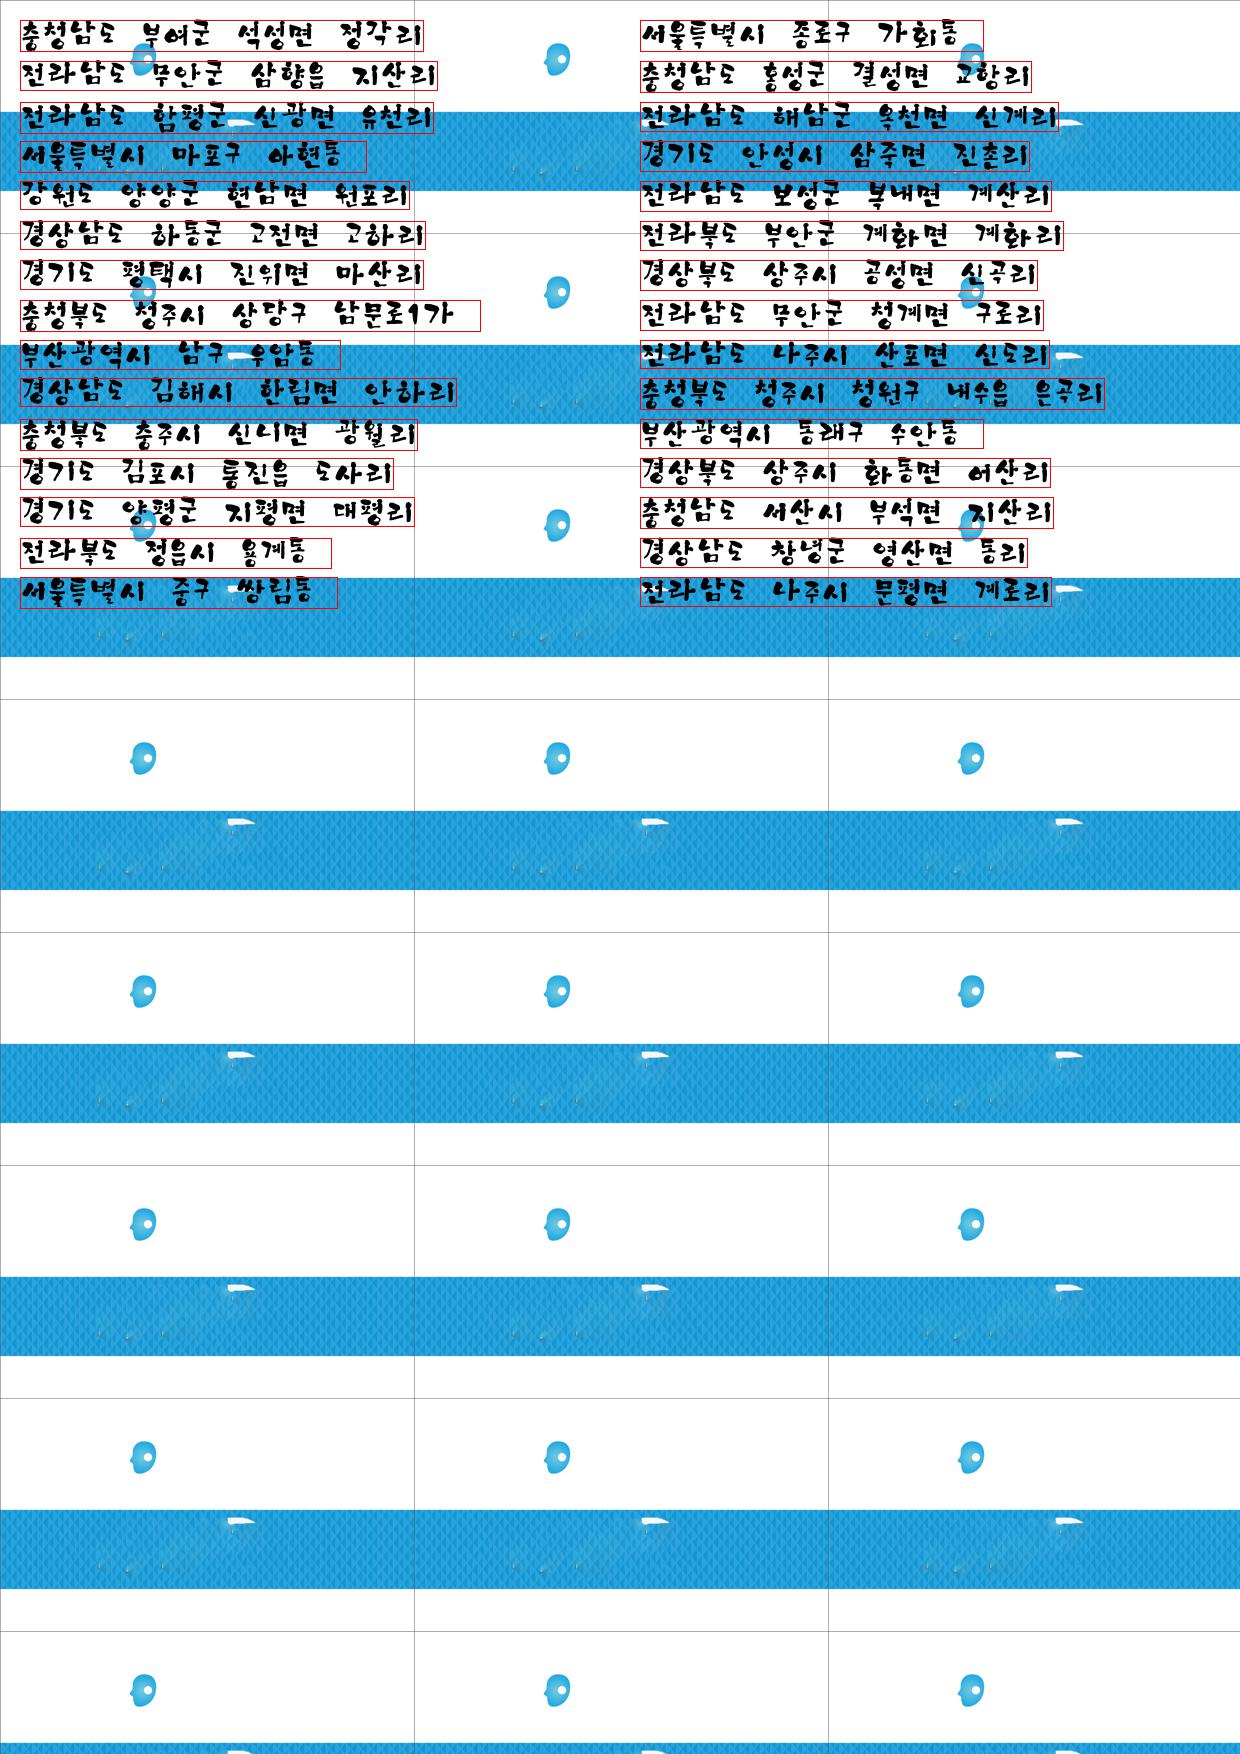 충청남도 부여군 석성면 정각리
전라남도 무안군 삼향읍 지산리
전라남도 함평군 신광면 유천리
서울특별시 마포구 아현동
강원도 양양군 현남면 원포리
경상남도 하동군 고전면 고하리
경기도 평택시 진위면 마산리
충청북도 청주시 상당구 남문로1가
부산광역시 남구 우암동
경상남도 김해시 한림면 안하리
충청북도 충주시 신니면 광월리
경기도 김포시 통진읍 도사리
경기도 양평군 지평면 대평리
전라북도 정읍시 용계동
서울특별시 중구 쌍림동
서울특별시 종로구 가회동
충청남도 홍성군 결성면 교항리
전라남도 해남군 옥천면 신계리
경기도 안성시 삼죽면 진촌리
전라남도 보성군 복내면 계산리
전라북도 부안군 계화면 계화리
경상북도 상주시 공성면 신곡리
전라남도 무안군 청계면 구로리
전라남도 나주시 산포면 신도리
충청북도 청주시 청원구 내수읍 은곡리
부산광역시 동래구 수안동
경상북도 상주시 화동면 어산리
충청남도 서산시 부석면 지산리
경상남도 창녕군 영산면 동리
전라남도 나주시 문평면 계로리